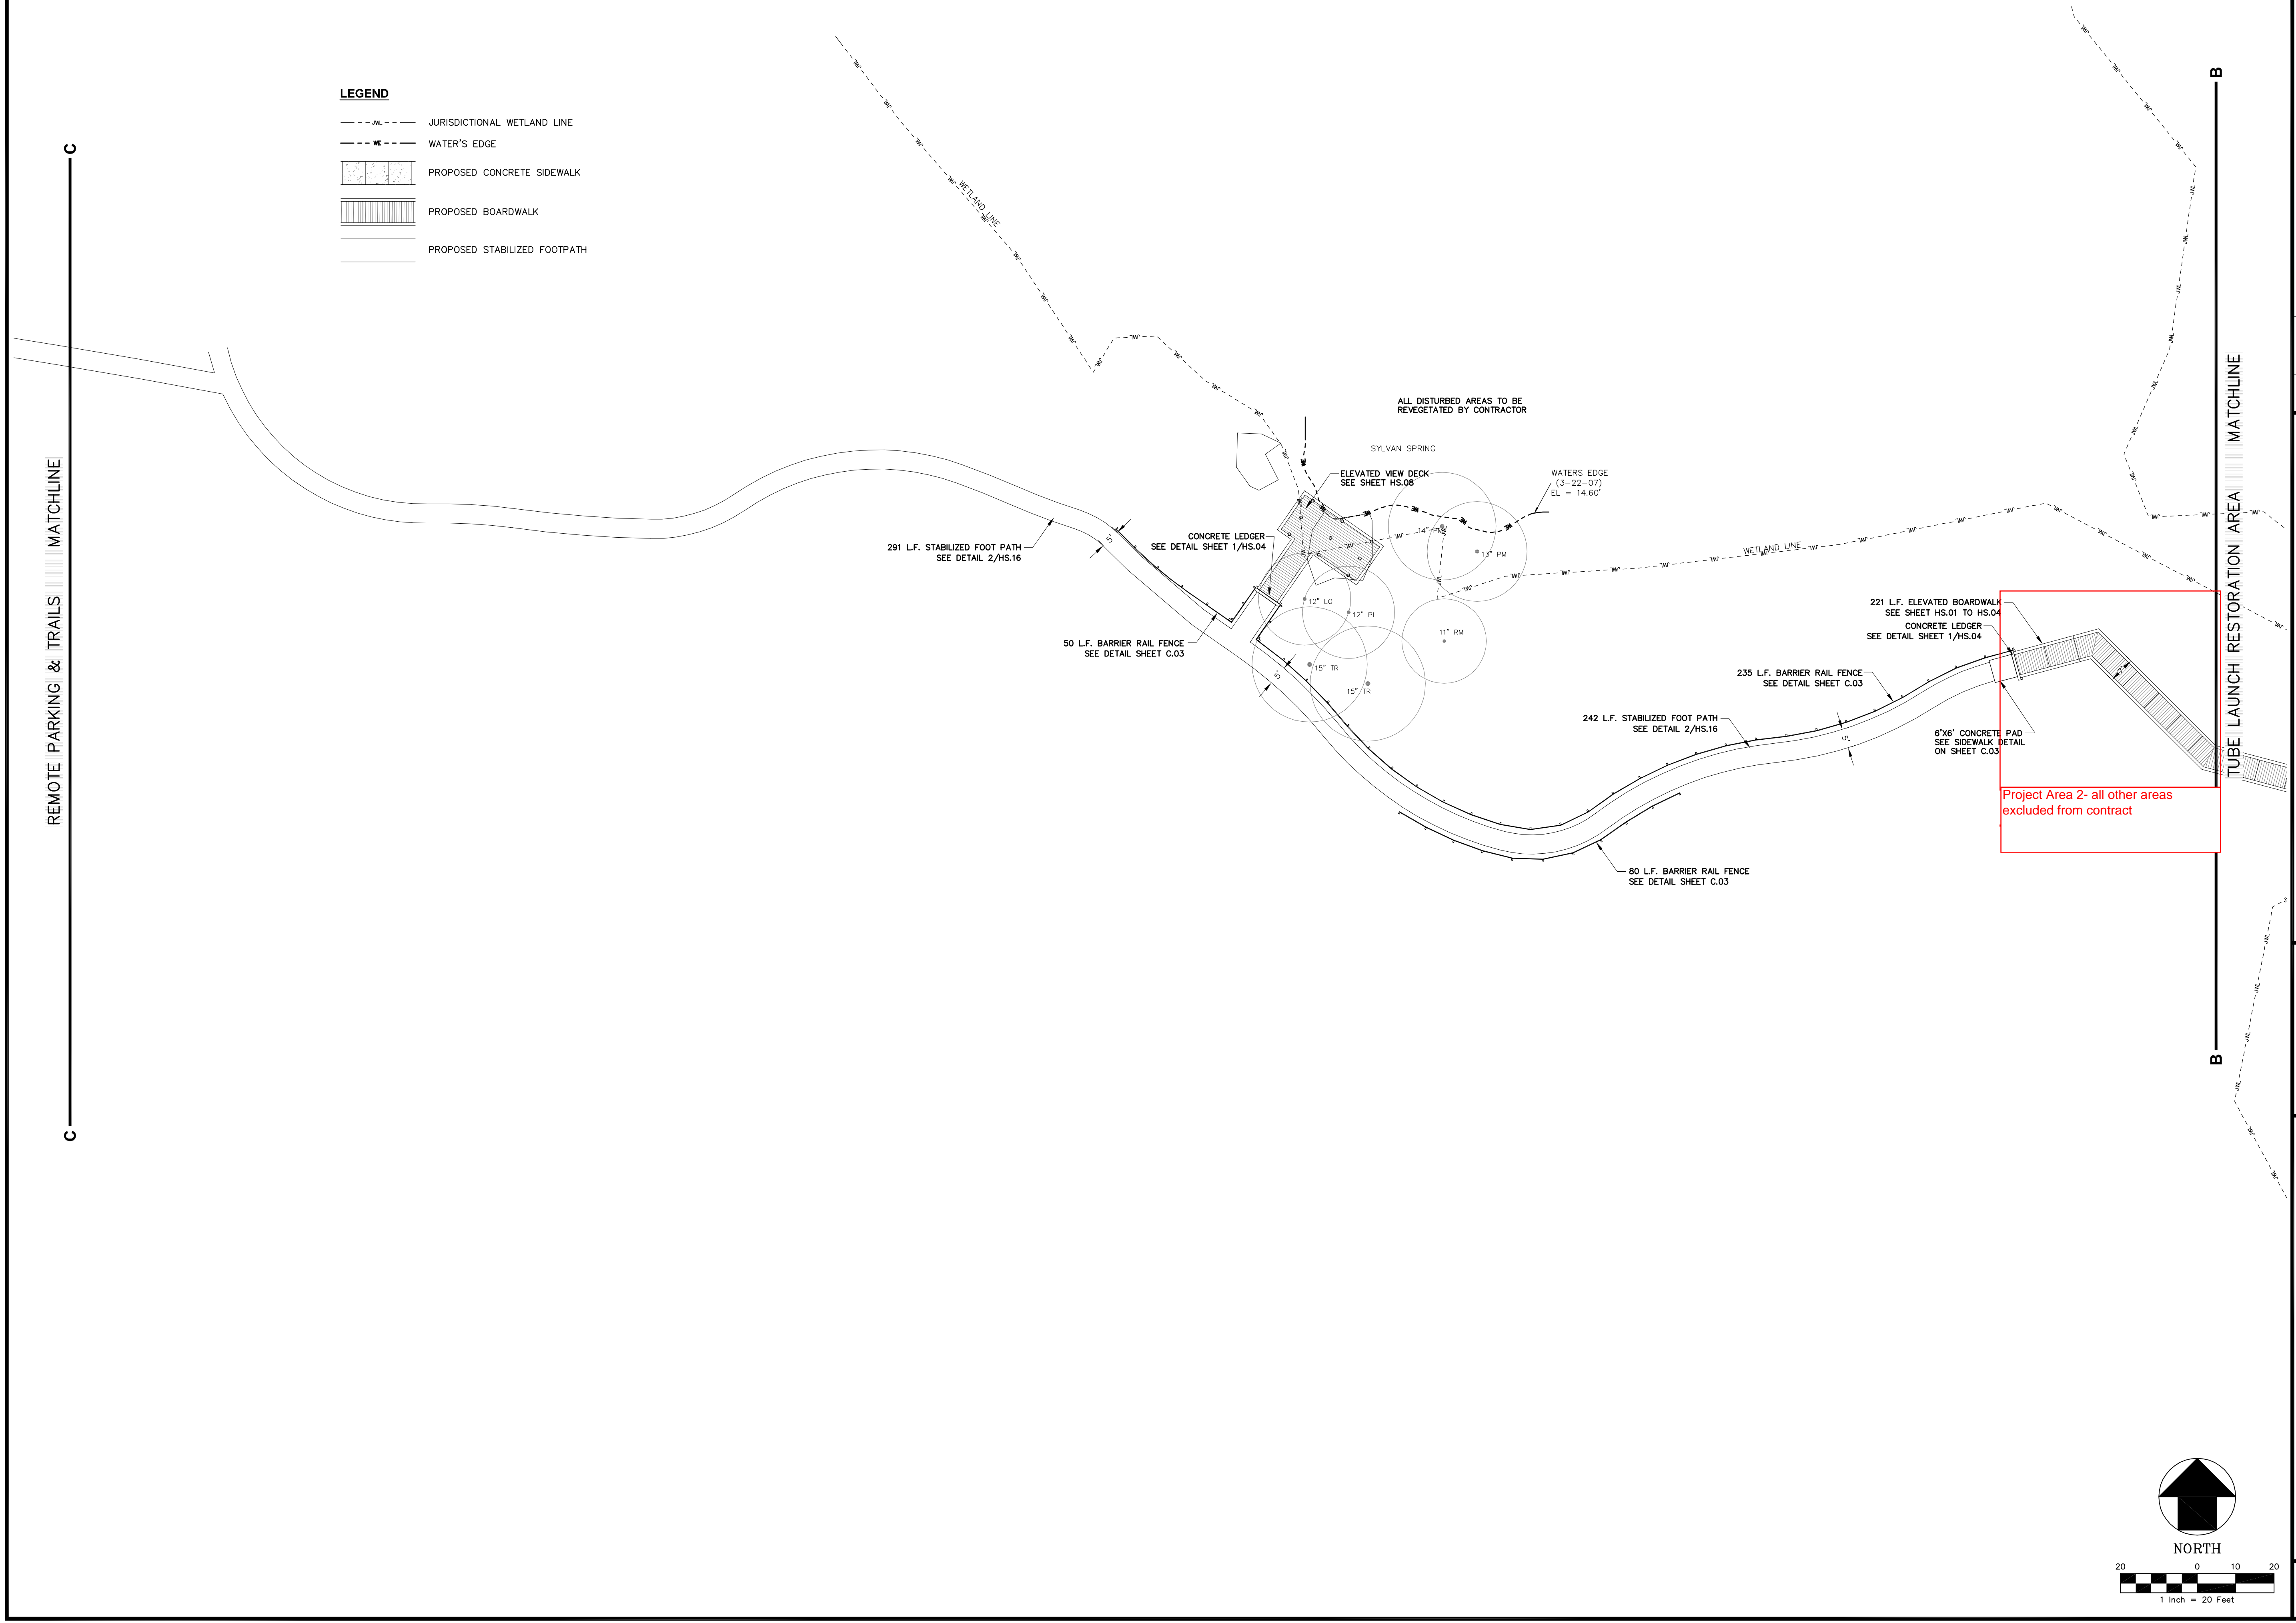 LEGEND
JWL
JURISDICTIONAL WETLAND LINE
WE
WATER'S EDGE
PROPOSED CONCRETE SIDEWALK
PROPOSED BOARDWALK
PROPOSED STABILIZED FOOTPATH
C
C
REMOTE PARKING & TRAILS MATCHLINE
WETLAND LINE
ALL DISTURBED AREAS TO BE
REVEGETATED BY CONTRACTOR
SYLVAN SPRING
ELEVATED VIEW DECK
SEE SHEET HS.08
WATERS EDGE
(3-22-07)
EL = 14.60'
CONCRETE LEDGER
SEE DETAIL SHEET 1/HS.04
291 L.F. STABILIZED FOOT PATH
SEE DETAIL 2/HS.16
5'
14" PM
13" PM
WETLAND LINE
12" LO
12" PI
11" RM
15" TR
15" TR
5'
50 L.F. BARRIER RAIL FENCE
SEE DETAIL SHEET C.03
221 L.F. ELEVATED BOARDWALK
SEE SHEET HS.01 TO HS.04
CONCRETE LEDGER
SEE DETAIL SHEET 1/HS.04
235 L.F. BARRIER RAIL FENCE
SEE DETAIL SHEET C.03
242 L.F. STABILIZED FOOT PATH
SEE DETAIL 2/HS.16
5'
6'X6' CONCRETE PAD
SEE SIDEWALK DETAIL
ON SHEET C.03
80 L.F. BARRIER RAIL FENCE
SEE DETAIL SHEET C.03
Project Area 2- all other areas
excluded from contract
B
B
TUBE LAUNCH RESTORATION AREA MATCHLINE
NORTH
20 0 10 20
1 Inch = 20 Feet